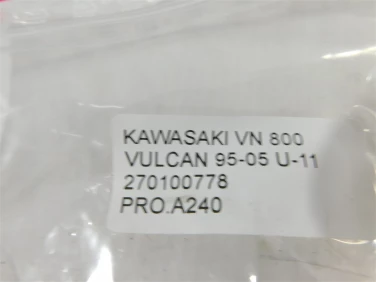 KAWASAKI VN 800
VULCAN 95-05 U-11
270100778
PRO.A240